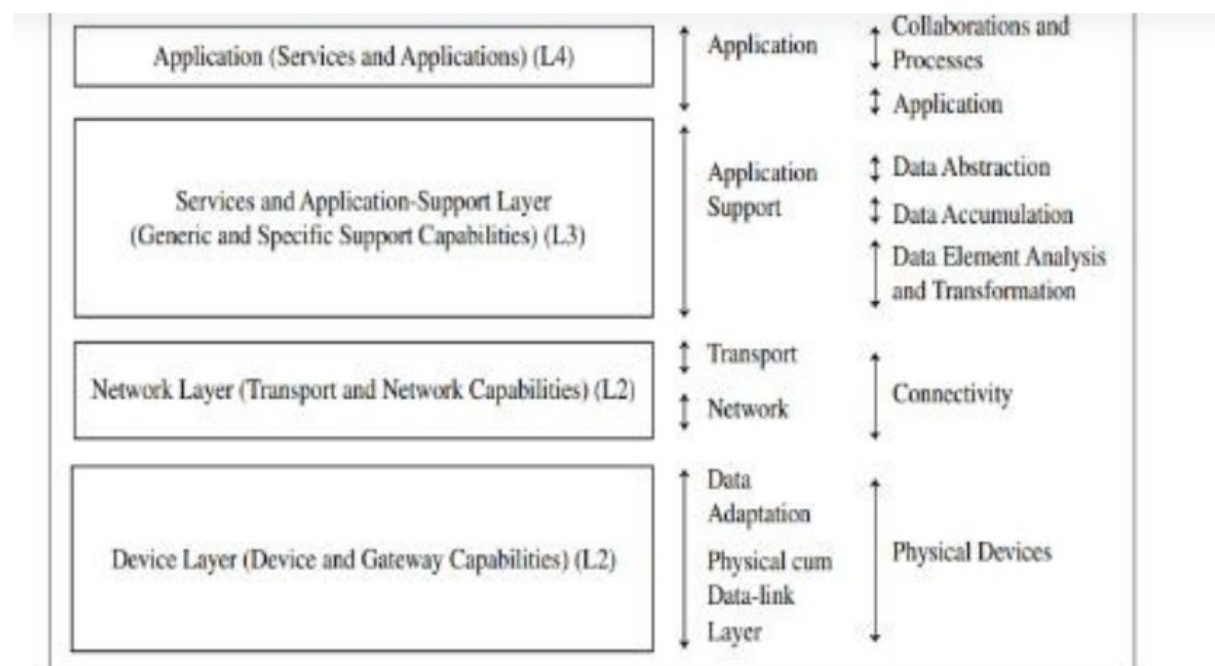 Application (Services and Applications) (L4)
Application
Collaborations and
Processes
Application
Services and Application-Support Layer
(Generic and Specific Support Capabilities) (L3)
Application
Support
Data Abstraction
Data Accumulation
Data Element Analysis
and Transformation
Network Layer (Transport and Network Capabilities) (L2)
Transport
Network
Connectivity
Device Layer (Device and Gateway Capabilities) (L2)
Data
Adaptation
Physical cum
Data-link
Layer
Physical Devices